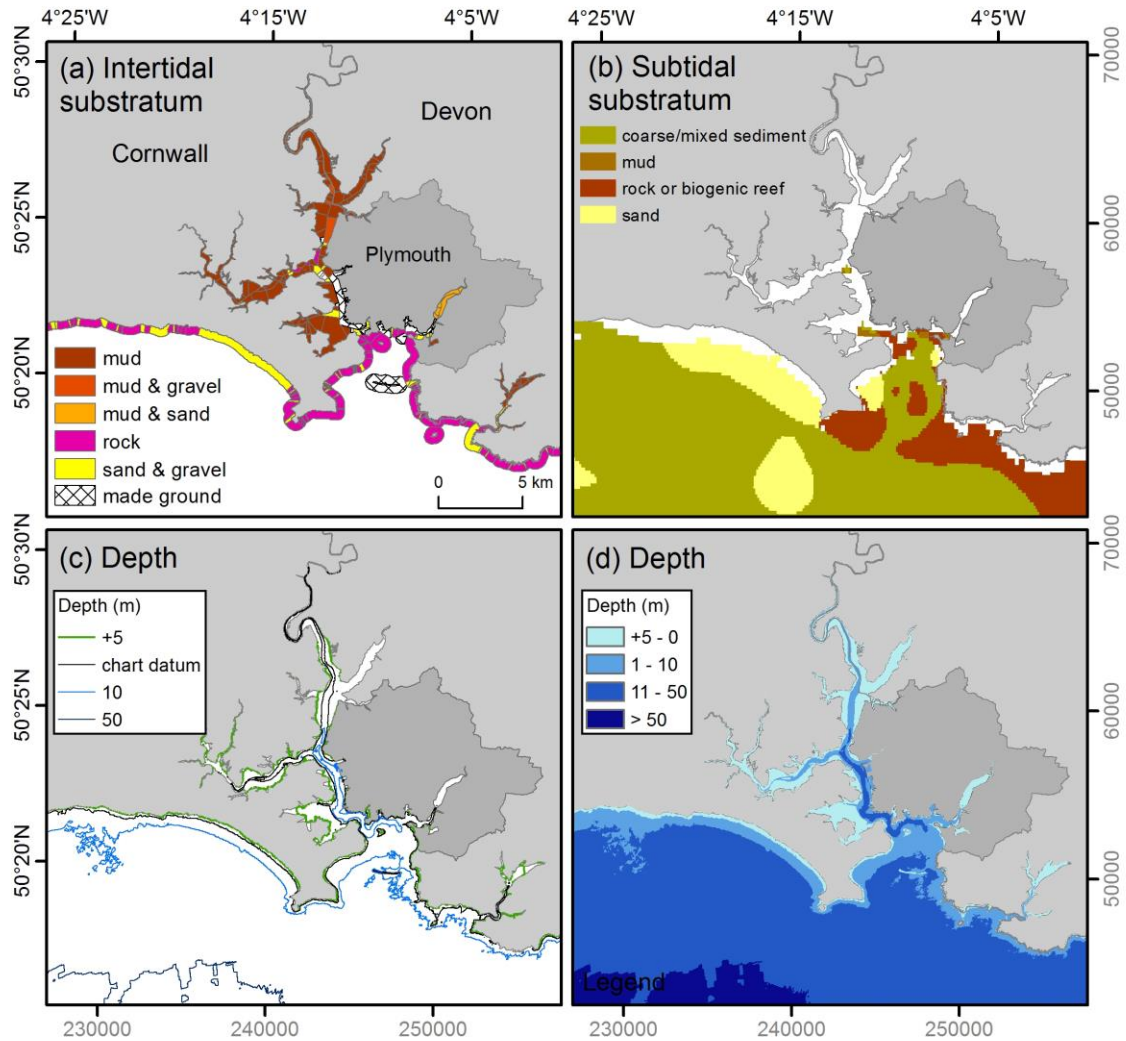 4°25'W 4°15'W 4°5'W 4°15'W 4°5'W
50°30'N
50°25'N
50°20'N
(a) Intertidal
substratum
Devon
Cornwall
Plymouth
mud
mud & gravel
mud & sand
rock
sand & gravel
made ground
0 5 km
(b) Subtidal
substratum
coarse/mixed sediment
mud
rock or biogenic reef
sand
70000
60000
50000
50°30'N
50°25'N
50°20'N
(c) Depth
Depth (m)
+5
chart datum
10
50
(d) Depth
Depth (m)
+5 - 0
1 - 10
11 - 50
> 50
Legend
70000
60000
50000
230000 240000 250000 230000 240000 250000